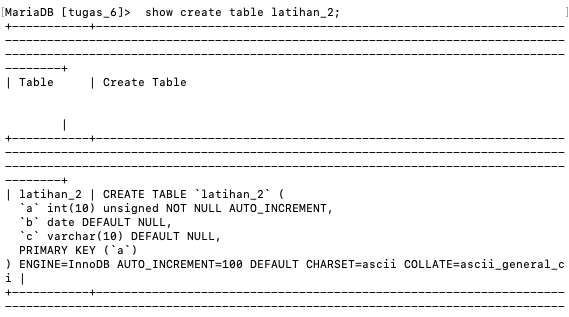 MariaDB [tugas_6]>  show create table latihan_2;
+-----------+------------------------------------------------------------------
-------------------------------------------------------------------------------
-------------------------------------------------------------------------------
--------+
| Table     | Create Table

        |
+-----------+------------------------------------------------------------------
-------------------------------------------------------------------------------
-------------------------------------------------------------------------------
--------+
| latihan_2 | CREATE TABLE `latihan_2` (
  `a` int(10) unsigned NOT NULL AUTO_INCREMENT,
  `b` date DEFAULT NULL,
  `c` varchar(10) DEFAULT NULL,
  PRIMARY KEY (`a`)
) ENGINE=InnoDB AUTO_INCREMENT=100 DEFAULT CHARSET=ascii COLLATE=ascii_general_c
i |
+-----------+------------------------------------------------------------------
-------------------------------------------------------------------------------